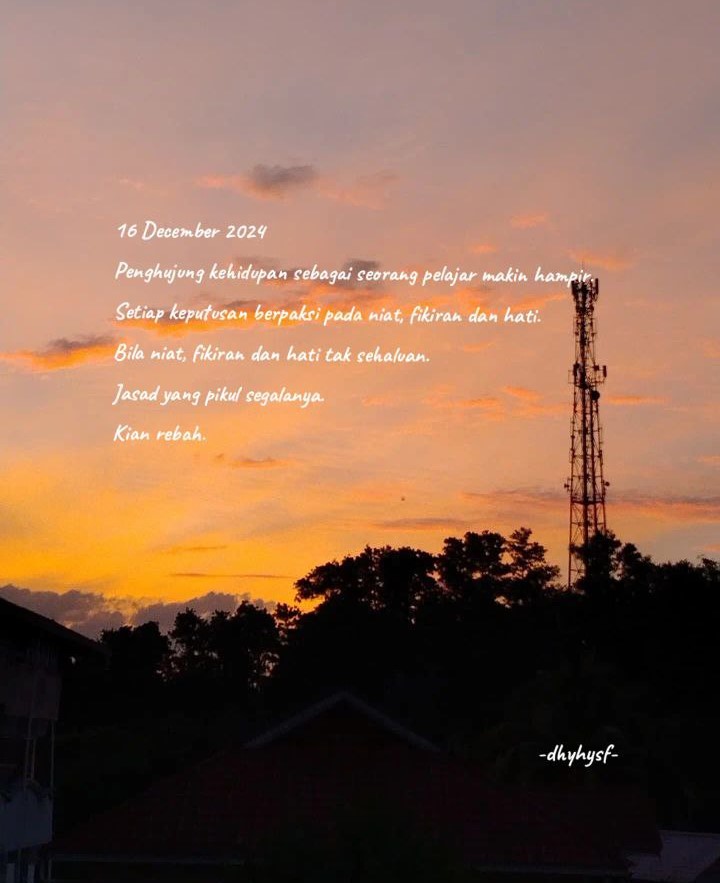 16 December 2024
Penghujung kehidupan sebagai seorang pelajar makin hampir.
Setiap keputusan berpaksi pada niat, fikiran dan hati.
Bila niat, fikiran dan hati tak sehaluan.
Jasad yang pikul segalanya.
Kian rebah.
-dhyhysf-